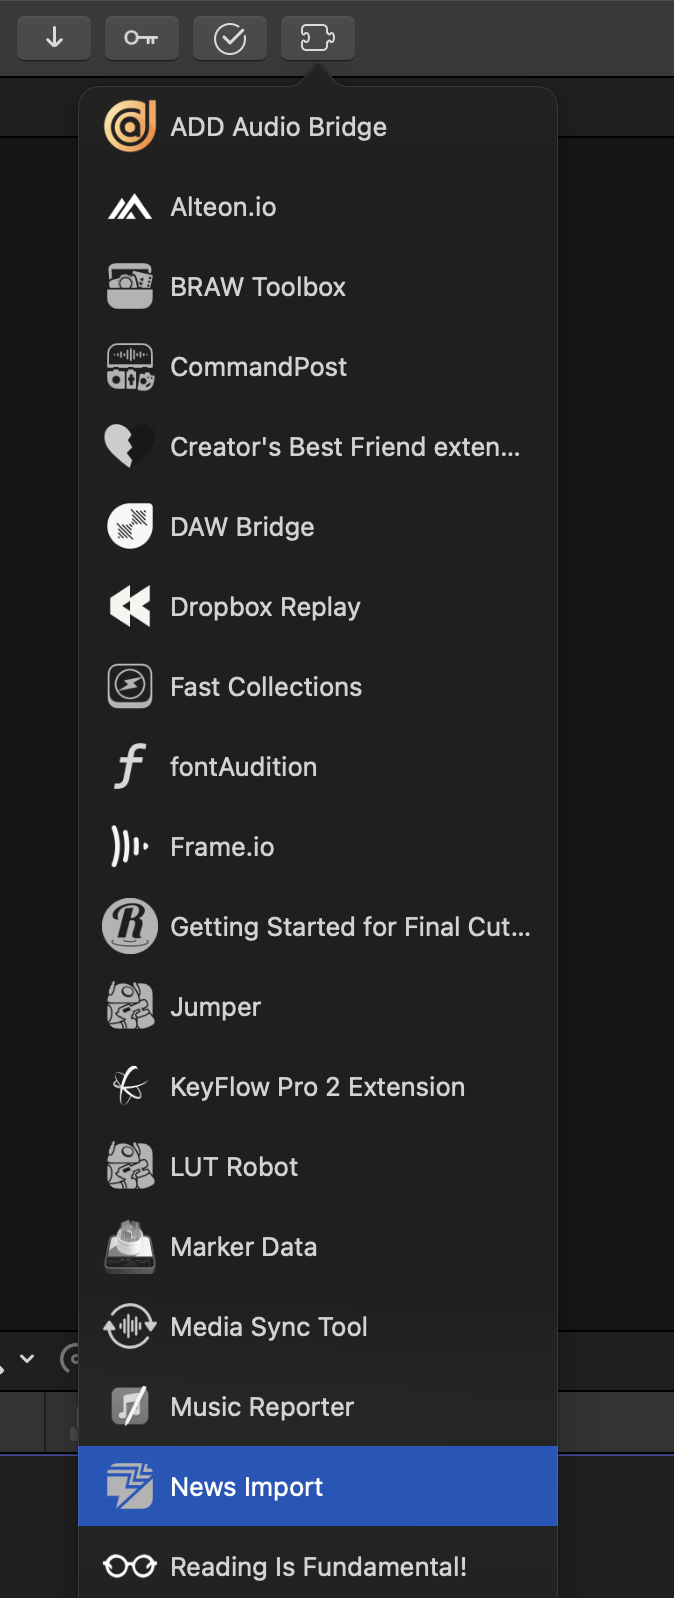 ADD Audio Bridge
Alteon.io
BRAW Toolbox
CommandPost
Creator's Best Friend exten...
DAW Bridge
Dropbox Replay
Fast Collections
fontAudition
Frame.io
Getting Started for Final Cut...
Jumper
KeyFlow Pro 2 Extension
LUT Robot
Marker Data
Media Sync Tool
Music Reporter
News Import
Reading Is Fundamental!